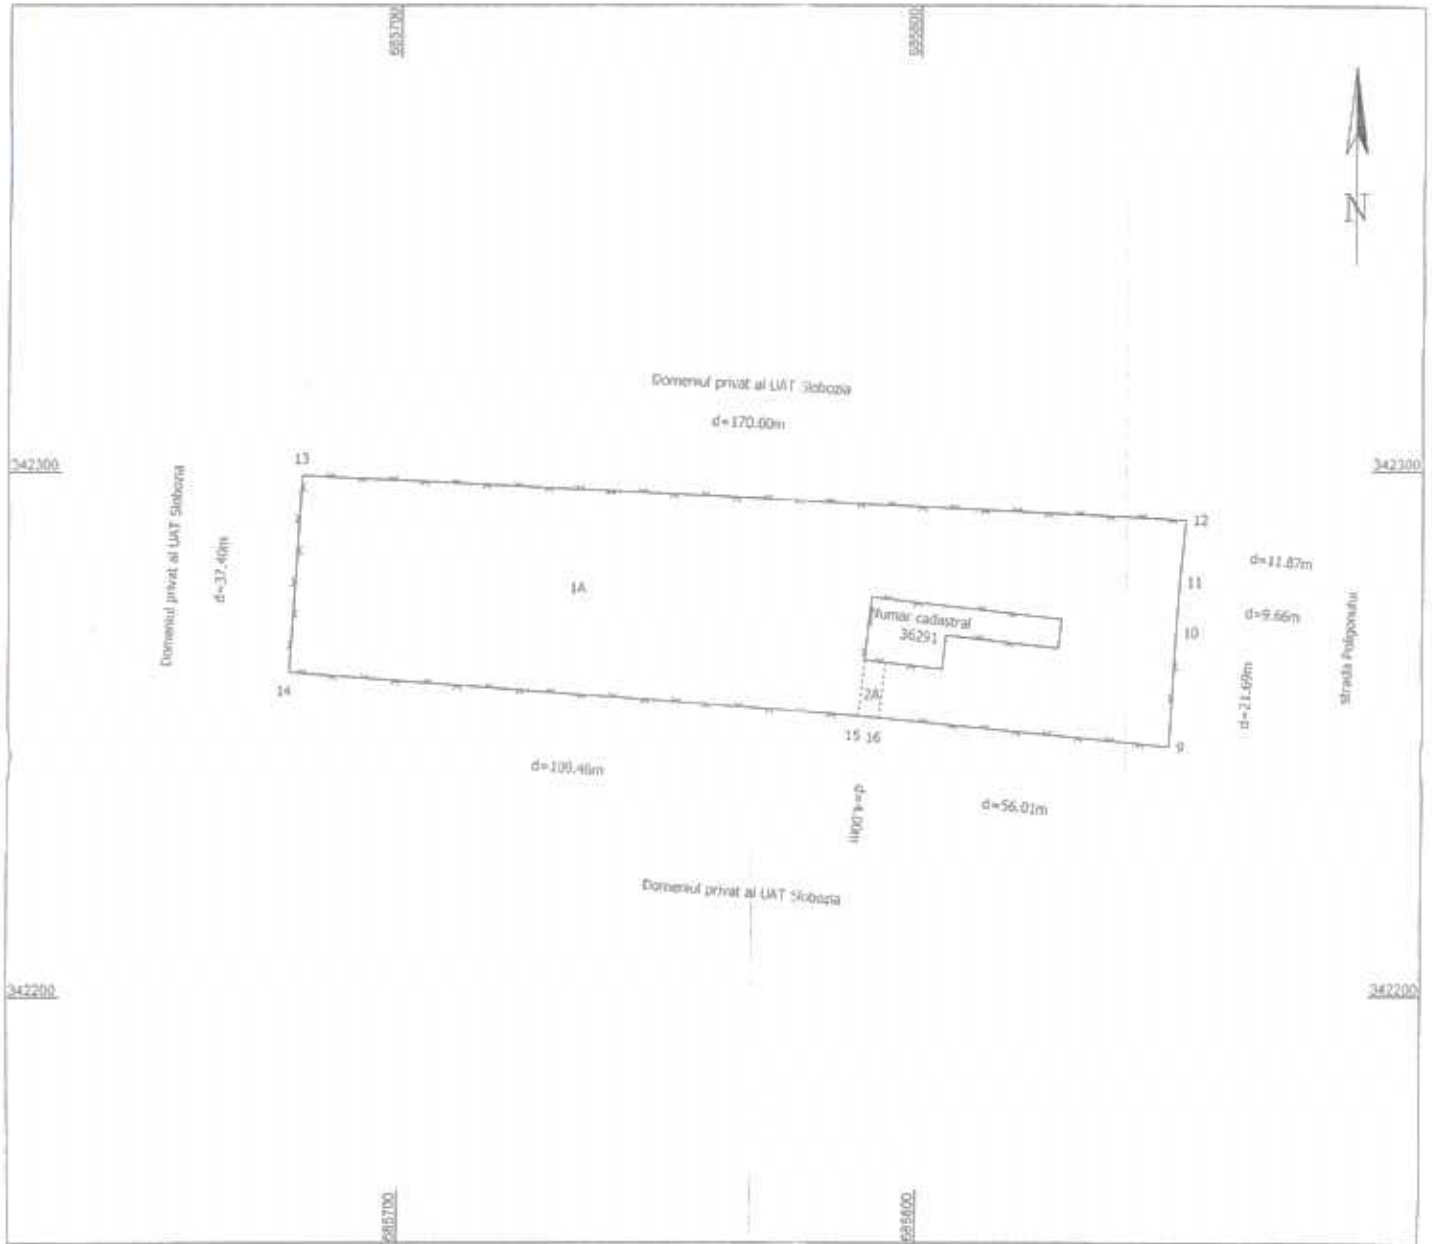 685700
685800
N
Domeniul privat al UAT Slobozia
d=170.00m
342300
342300
13
12
Domeniul privat al UAT Slobozia
d=37.40m
1A
11
d=11.87m
d=9.66m
Numar cadastral
36291
10
strada Poligonului
14
2A
d=21.69m
15 16
9
d=109.46m
d=4.00m
d=56.01m
Domeniul privat al UAT Slobozia
342200
342200
685700
685800